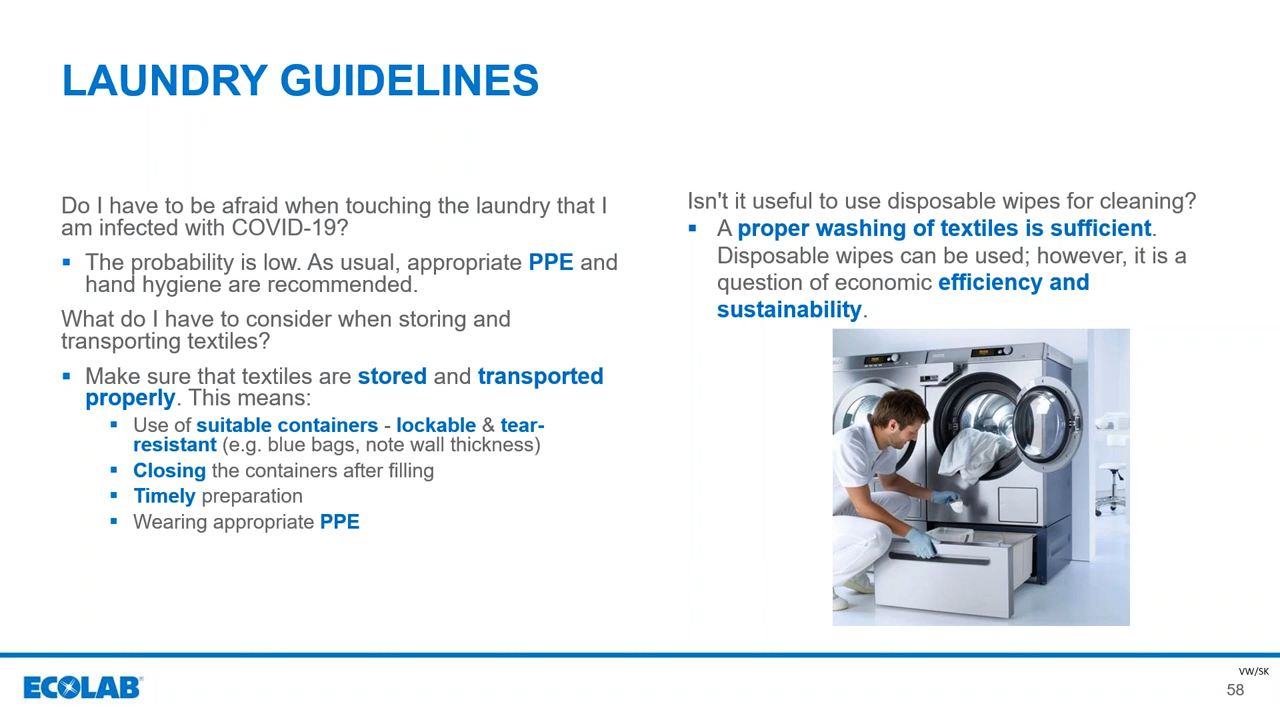 LAUNDRY GUIDELINES
Do I have to be afraid when touching the laundry that I
am infected with COVID-19?
▪ The probability is low. As usual, appropriate PPE and
hand hygiene are recommended.
What do I have to consider when storing and
transporting textiles?
▪ Make sure that textiles are stored and transported
properly. This means:
▪ Use of suitable containers - lockable & tear-
resistant (e.g. blue bags, note wall thickness)
▪ Closing the containers after filling
▪ Timely preparation
▪ Wearing appropriate PPE
Isn't it useful to use disposable wipes for cleaning?
▪ A proper washing of textiles is sufficient.
Disposable wipes can be used; however, it is a
question of economic efficiency and
sustainability.
ECOLAB®
VW/SK
58